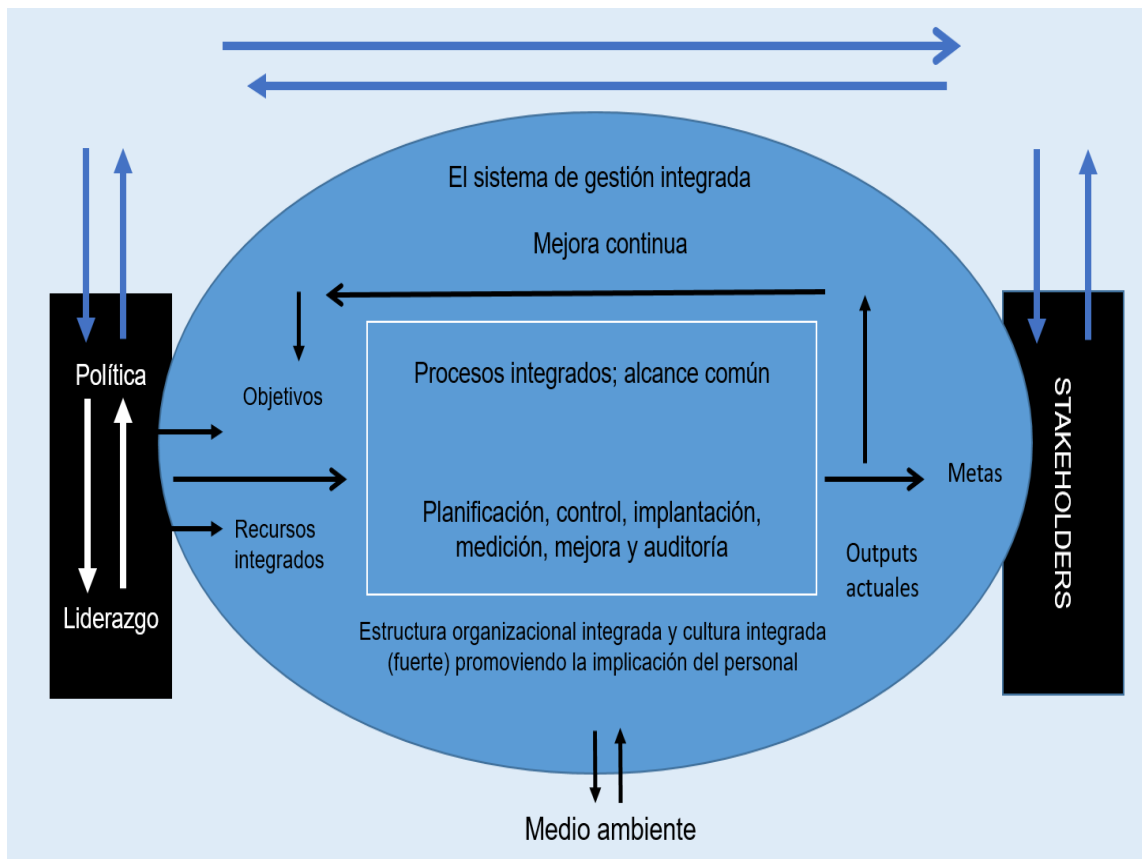 El sistema de gestión integrada
Mejora continua
Política
Objetivos
Procesos integrados; alcance común
Metas
STAKEHOLDERS
Planificación, control, implantación,
medición, mejora y auditoría
Recursos
integrados
Outputs
actuales
Liderazgo
Estructura organizacional integrada y cultura integrada
(fuerte) promoviendo la implicación del personal
Medio ambiente